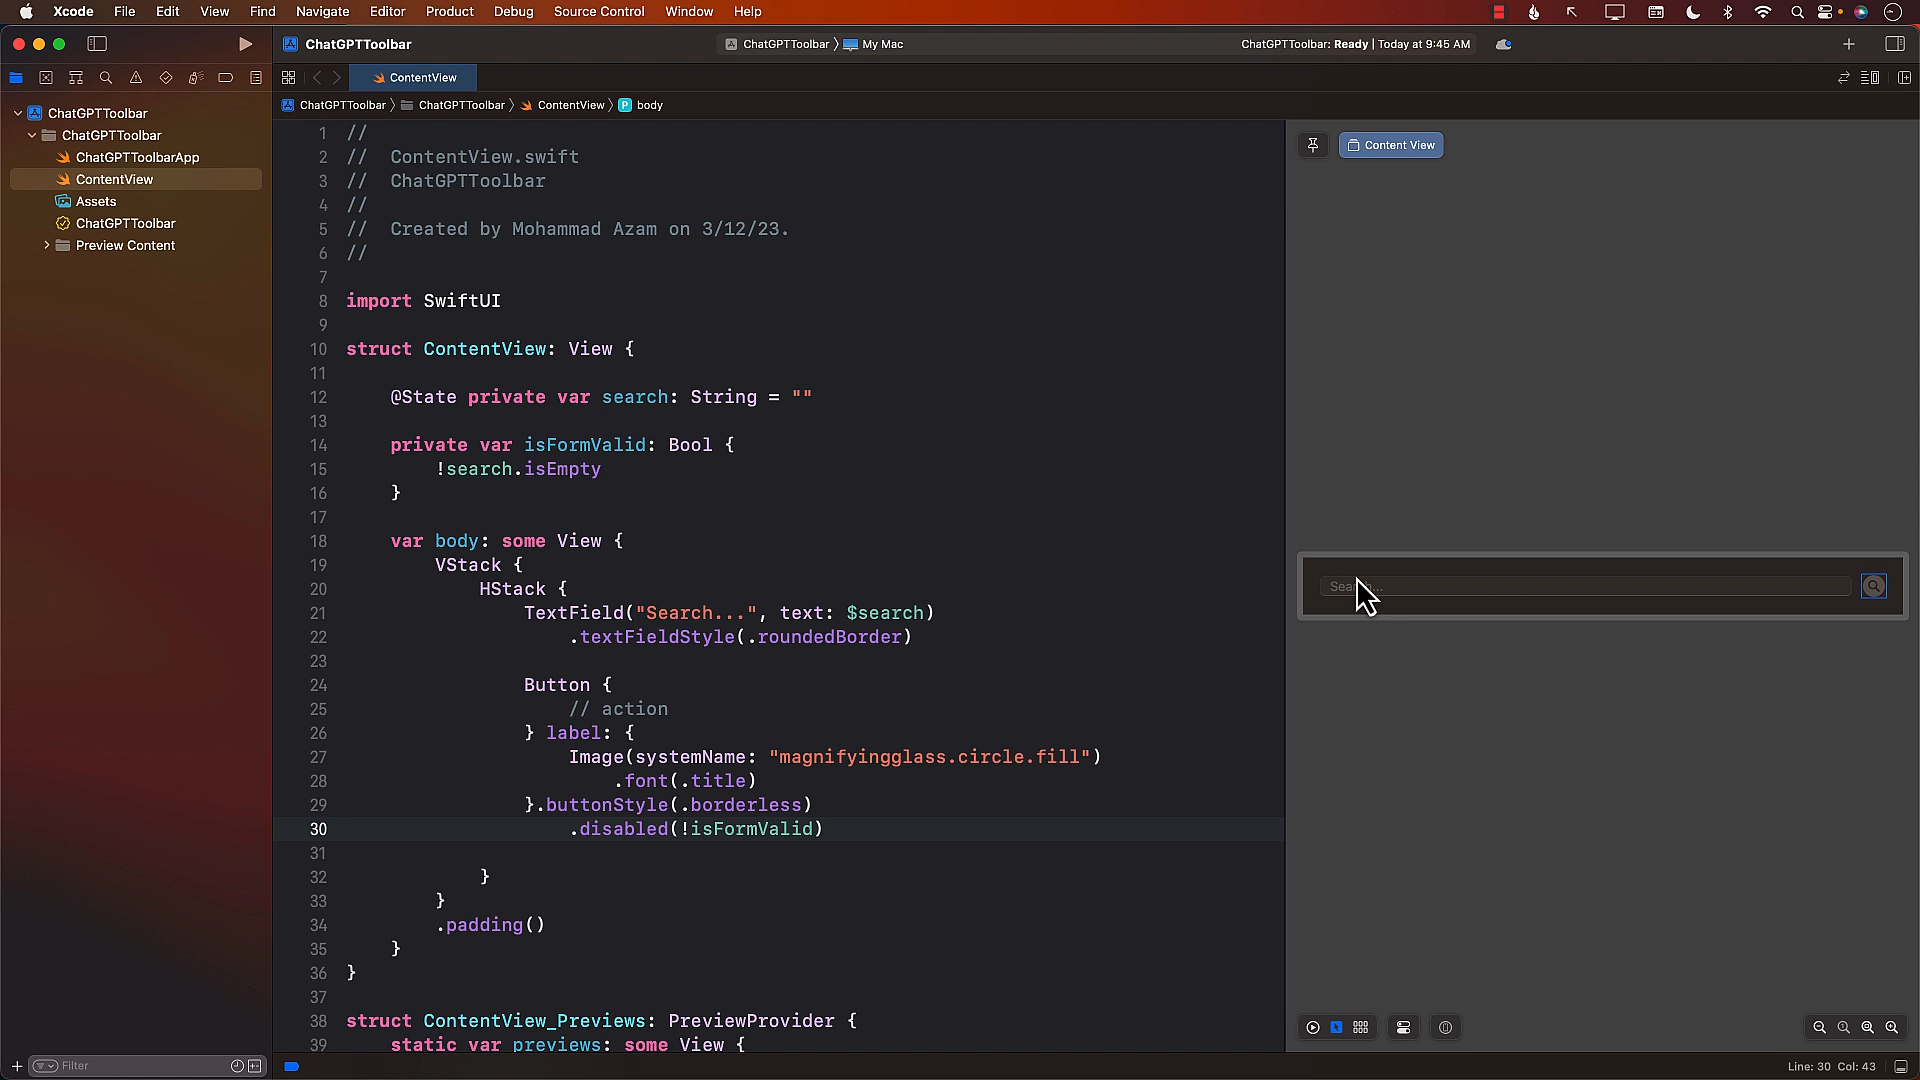 Xcode File Edit View Find Navigate Editor Product Debug Source Control Window Help
ChatGPTToolbar
ChatGPTToolbar 〉 My Mac
ChatGPTToolbar: Ready | Today at 9:45 AM
ContentView
ChatGPTToolbar 〉 ChatGPTToolbar 〉 ContentView 〉 P body
ChatGPTToolbar
ChatGPTToolbar
ChatGPTToolbarApp
ContentView
Assets
ChatGPTToolbar
Preview Content
1 //
2 //  ContentView.swift
3 //  ChatGPTToolbar
4 //
5 //  Created by Mohammad Azam on 3/12/23.
6 //
7
8 import SwiftUI
9
10 struct ContentView: View {
11
12     @State private var search: String = ""
13
14     private var isFormValid: Bool {
15         !search.isEmpty
16     }
17
18     var body: some View {
19         VStack {
20             HStack {
21                 TextField("Search...", text: $search)
22                     .textFieldStyle(.roundedBorder)
23
24                 Button {
25                     // action
26                 } label: {
27                     Image(systemName: "magnifyingglass.circle.fill")
28                         .font(.title)
29                 }.buttonStyle(.borderless)
30                     .disabled(!isFormValid)
31
32             }
33         }
34         .padding()
35     }
36 }
37
38 struct ContentView_Previews: PreviewProvider {
39     static var previews: some View {
Content View
Filter
Line: 30 Col: 43